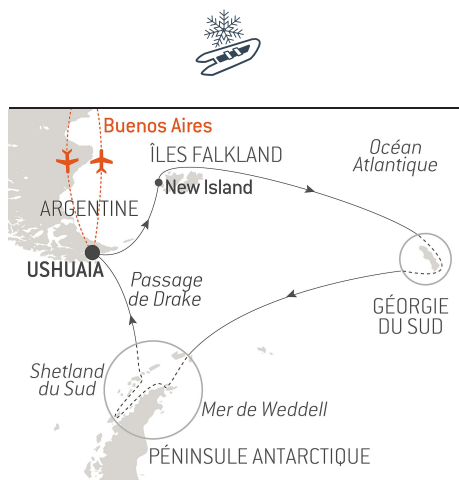 Buenos Aires
Océan
Atlantique
ÎLES FALKLAND
New Island
ARGENTINE
USHUAIA
Passage
de Drake
GÉORGIE
DU SUD
Shetland
du Sud
Mer de Weddell
PÉNINSULE ANTARCTIQUE